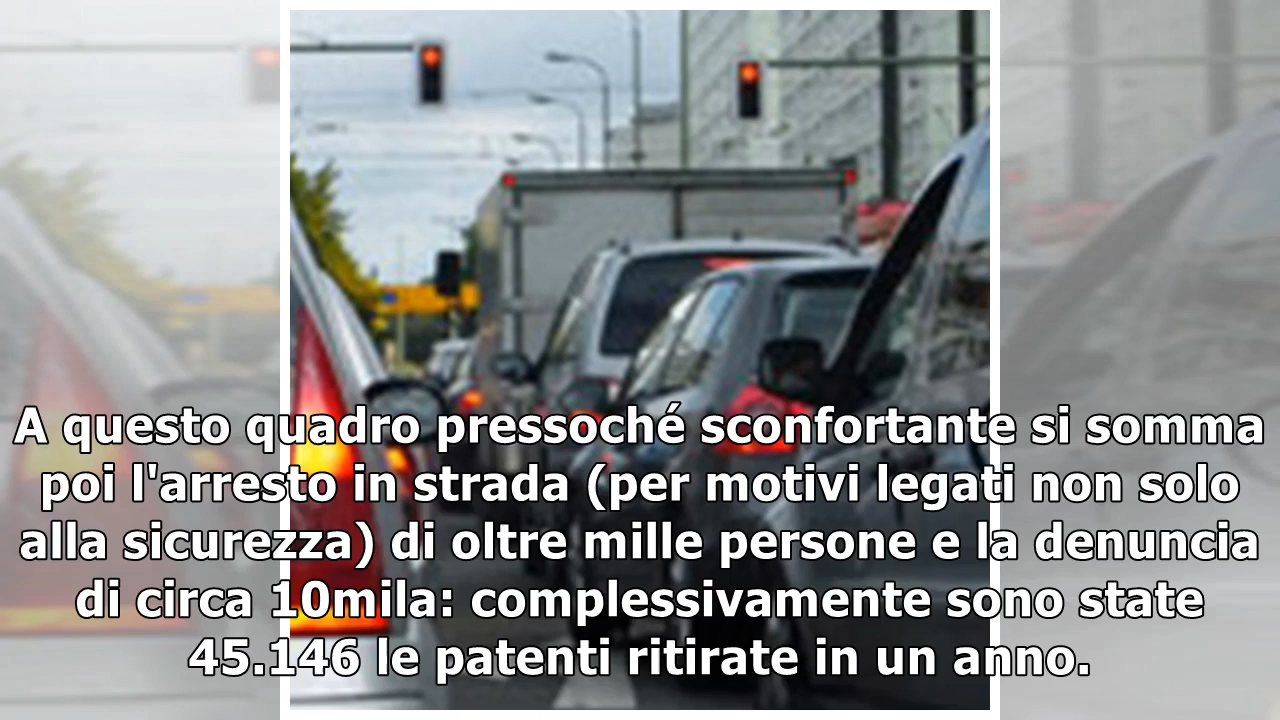 A questo quadro pressoché sconfortante si somma
poi l'arresto in strada (per motivi legati non solo
alla sicurezza) di oltre mille persone e la denuncia
di circa 10mila: complessivamente sono state
45.146 le patenti ritirate in un anno.